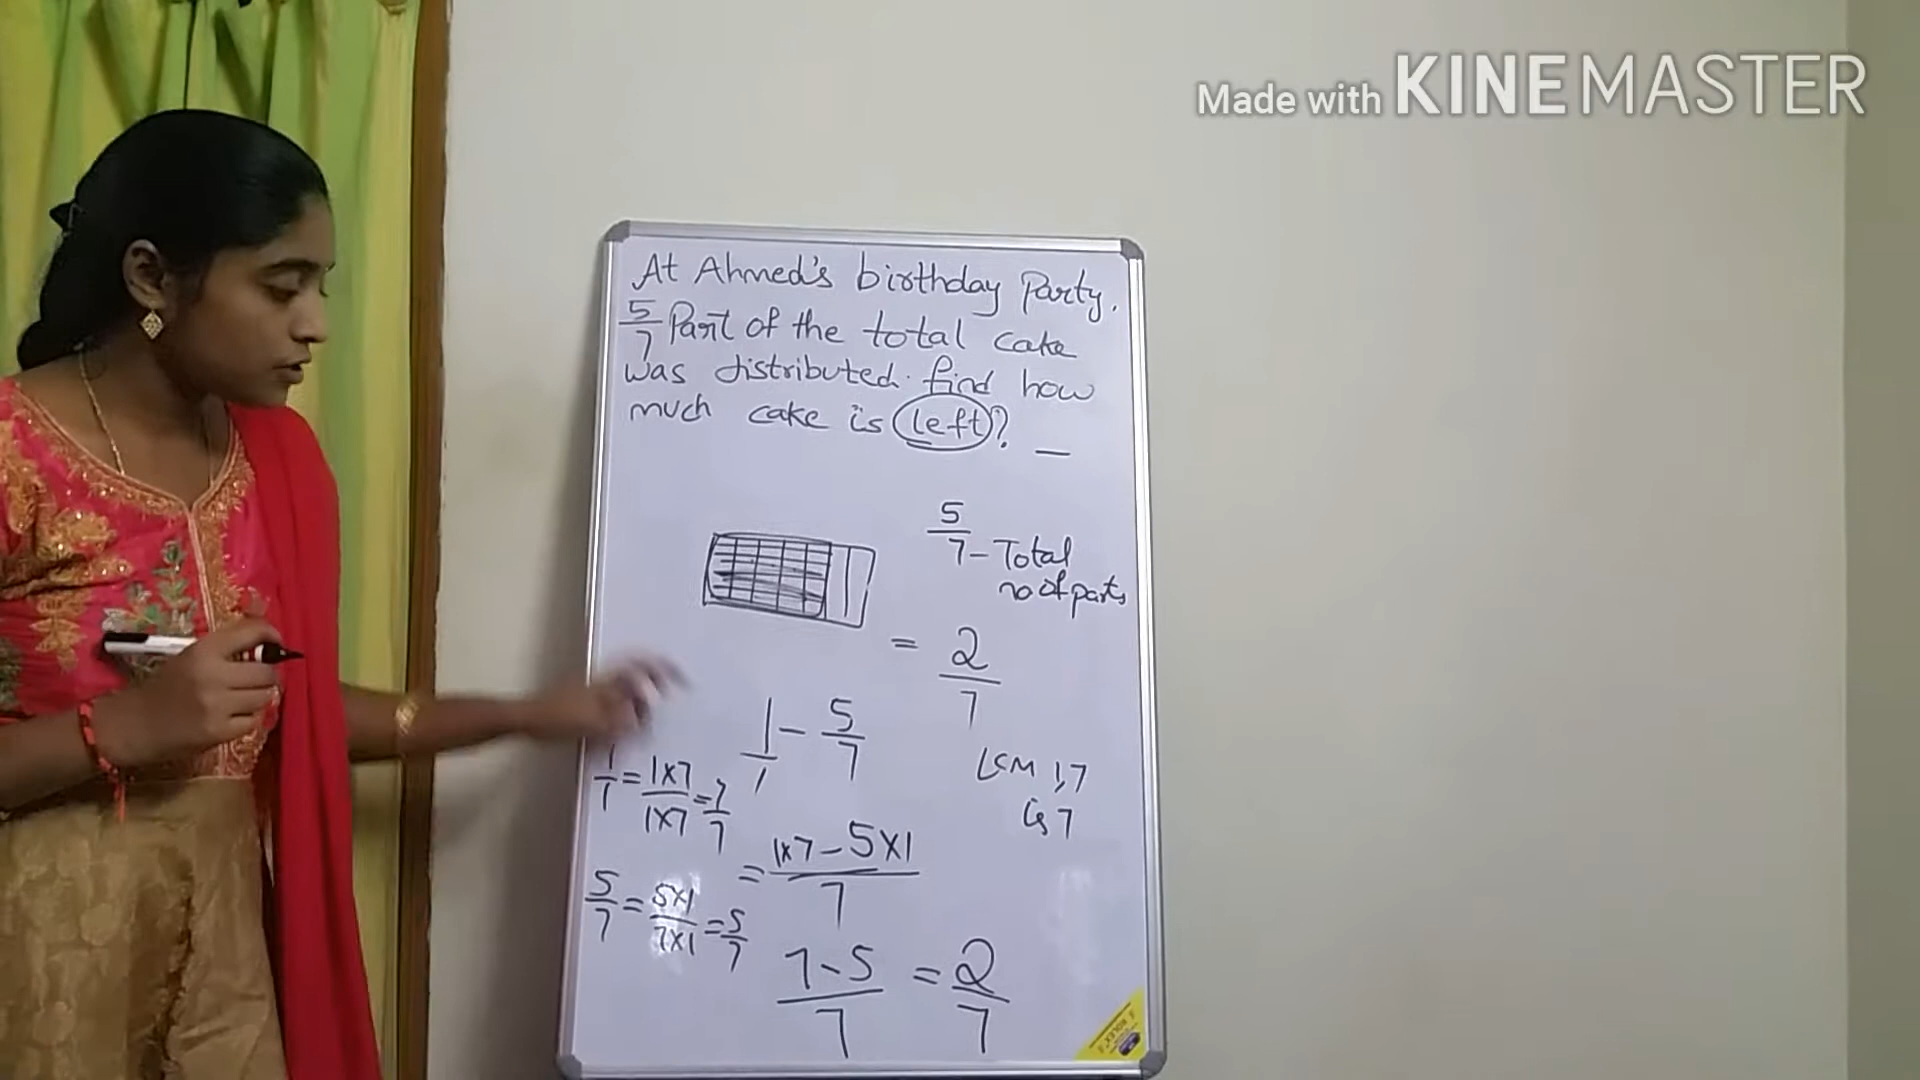 Made with KINEMASTER
At Ahmed's birthday Party,
5/7 Part of the total cake
was distributed. find how
much cake is left? _
5/7 - Total
no of parts
= 2/7
1/1 - 5/7
LCM 1,7
is 7
1/1 = 1x7/1x7 = 7/7
= 1x7 - 5x1/7
5/7 = 5x1/7x1 = 5/7
7-5/7 = 2/7